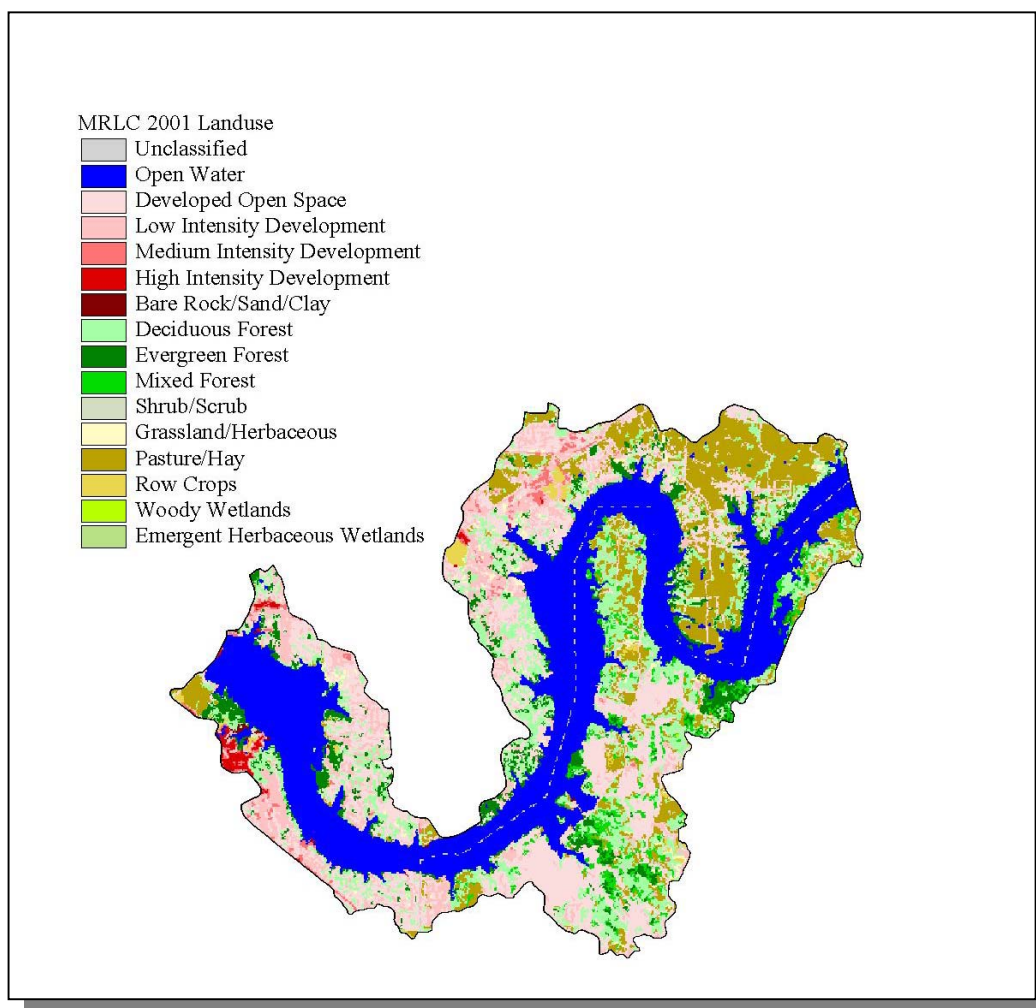 MRLC 2001 Landuse
Unclassified
Open Water
Developed Open Space
Low Intensity Development
Medium Intensity Development
High Intensity Development
Bare Rock/Sand/Clay
Deciduous Forest
Evergreen Forest
Mixed Forest
Shrub/Scrub
Grassland/Herbaceous
Pasture/Hay
Row Crops
Woody Wetlands
Emergent Herbaceous Wetlands